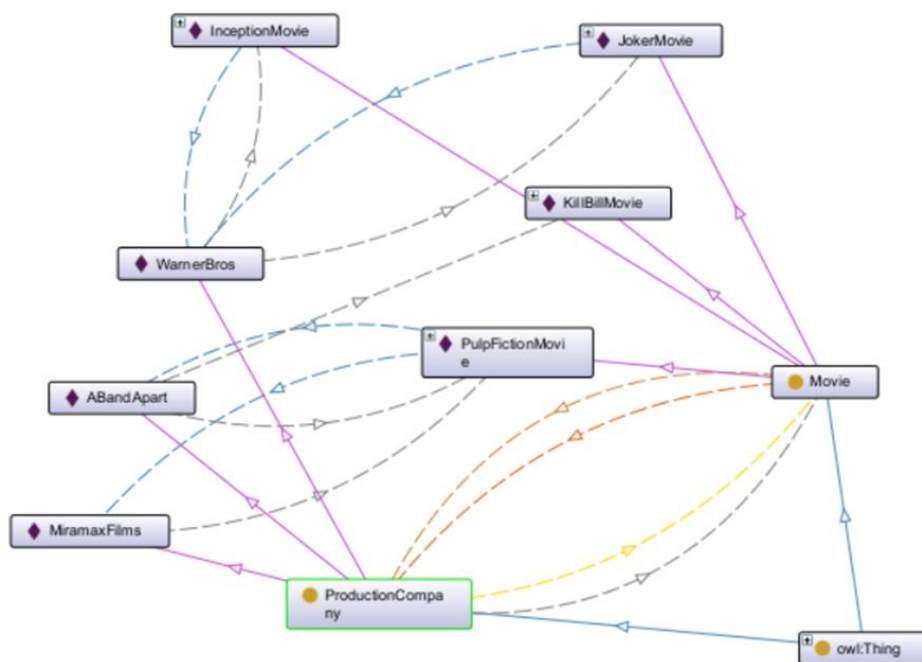 InceptionMovie
JokerMovie
KillBillMovie
WarnerBros
PulpFictionMovi
e
Movie
ABandApart
MiramaxFilms
ProductionCompa
ny
owl:Thing